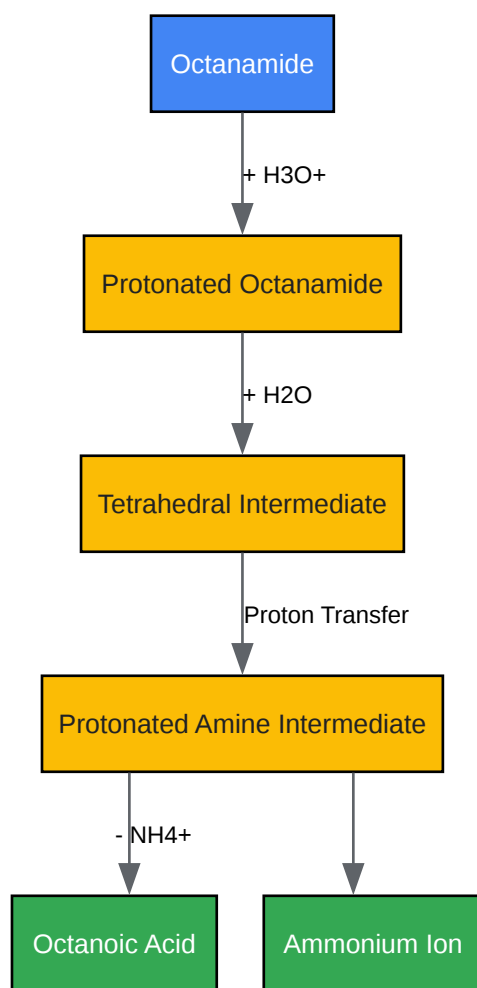 Octanamide
+ H3O+
Protonated Octanamide
+ H2O
Tetrahedral Intermediate
Proton Transfer
Protonated Amine Intermediate
- NH4+
Octanoic Acid
Ammonium Ion